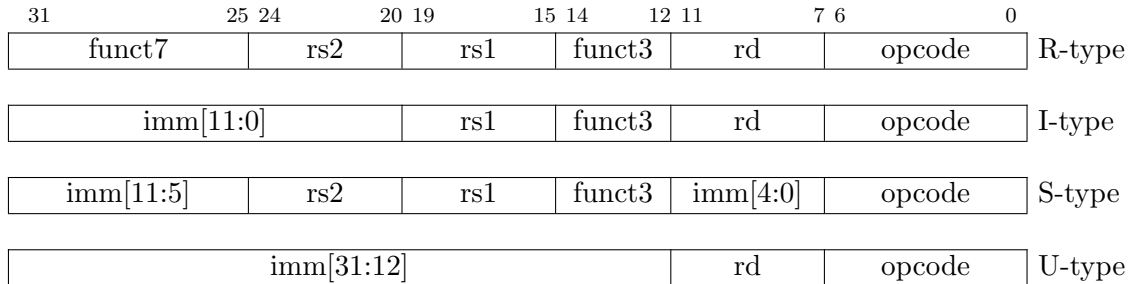 31 25 24 20 19 15 14 12 11 7 6 0
funct7 rs2 rs1 funct3 rd opcode R-type
imm[11:0] rs1 funct3 rd opcode I-type
imm[11:5] rs2 rs1 funct3 imm[4:0] opcode S-type
imm[31:12] rd opcode U-type